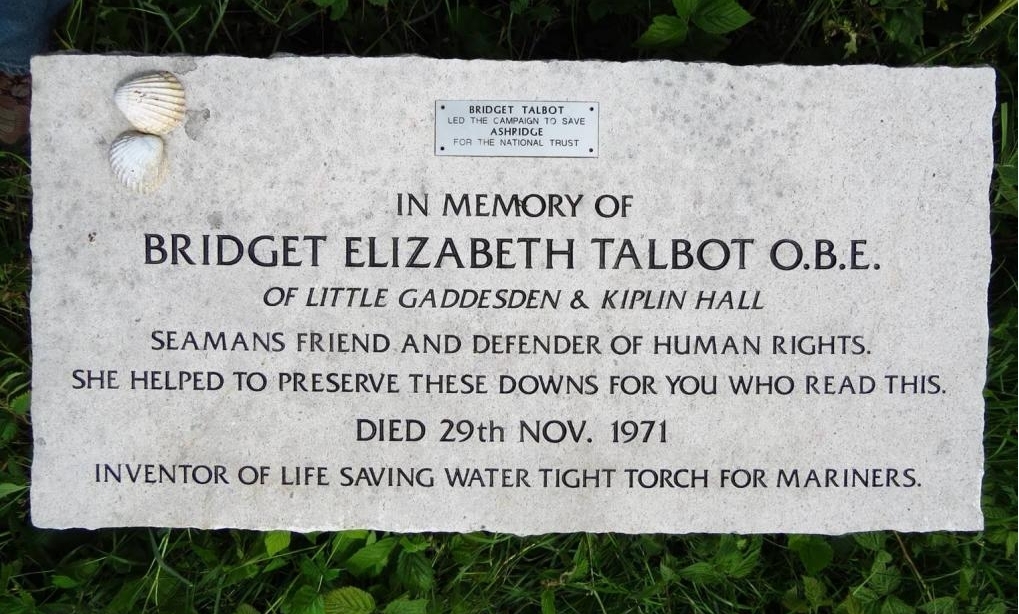 BRIDGET TALBOT
LED THE CAMPAIGN TO SAVE
ASHRIDGE
FOR THE NATIONAL TRUST
IN MEMORY OF
BRIDGET ELIZABETH TALBOT O.B.E.
OF LITTLE GADDESDEN & KIPLIN HALL
SEAMANS FRIEND AND DEFENDER OF HUMAN RIGHTS.
SHE HELPED TO PRESERVE THESE DOWNS FOR YOU WHO READ THIS.
DIED 29th NOV. 1971
INVENTOR OF LIFE SAVING WATER TIGHT TORCH FOR MARINERS.